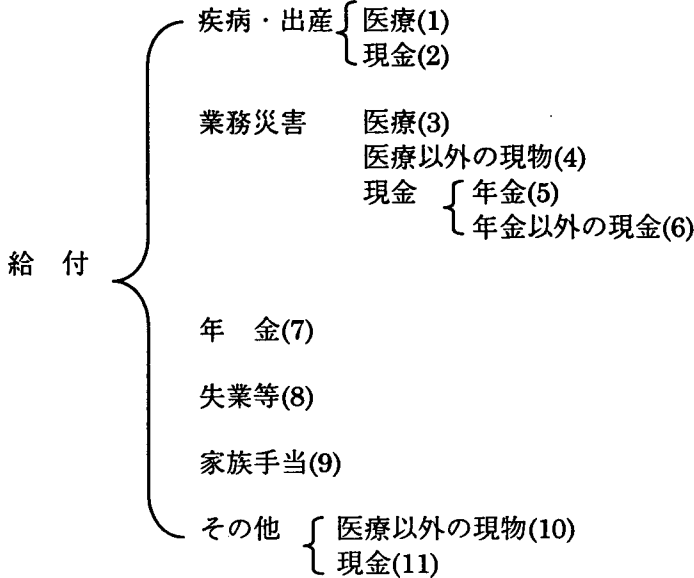 疾病・出産 医療(1)
現金(2)
業務災害 医療(3)
医療以外の現物(4)
現金 年金(5)
年金以外の現金(6)
給 付
年 金(7)
失業等(8)
家族手当(9)
その他 医療以外の現物(10)
現金(11)